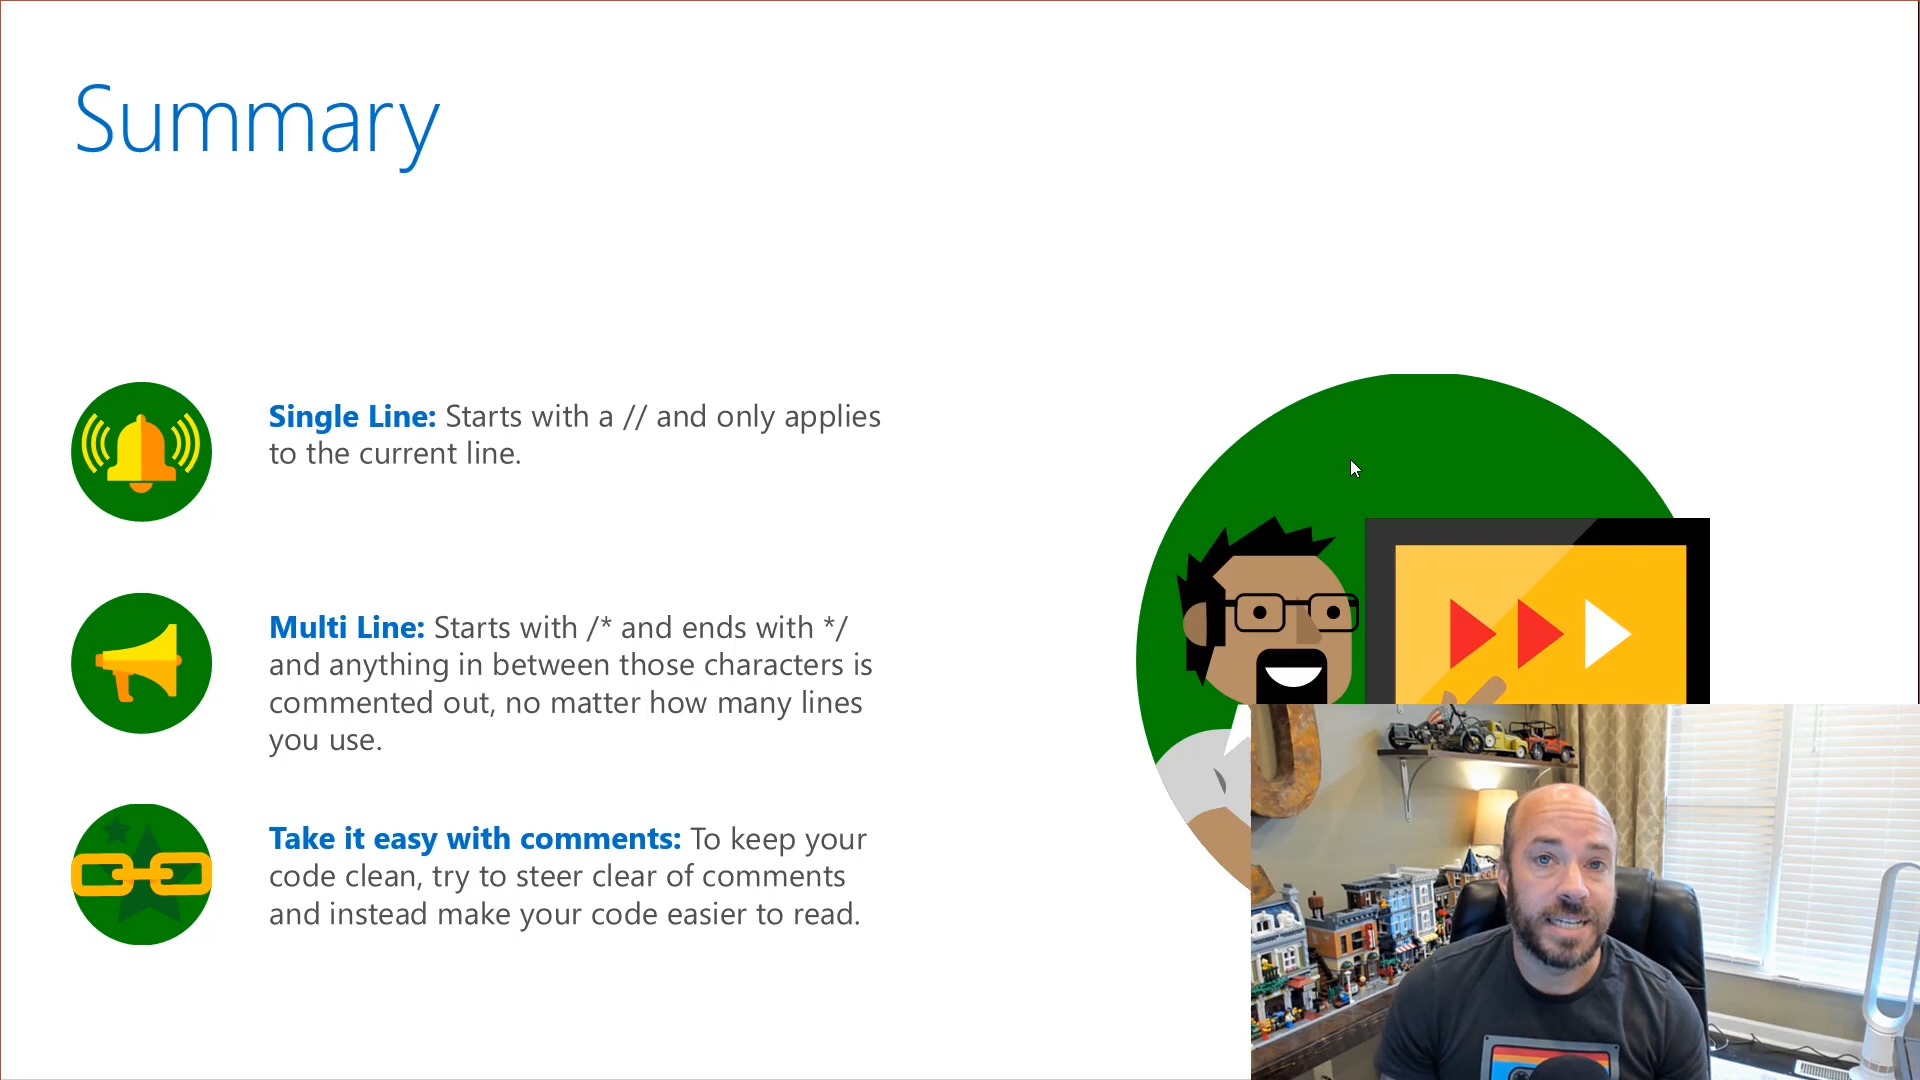 Summary
Single Line: Starts with a // and only applies
to the current line.
Multi Line: Starts with /* and ends with */
and anything in between those characters is
commented out, no matter how many lines
you use.
Take it easy with comments: To keep your
code clean, try to steer clear of comments
and instead make your code easier to read.